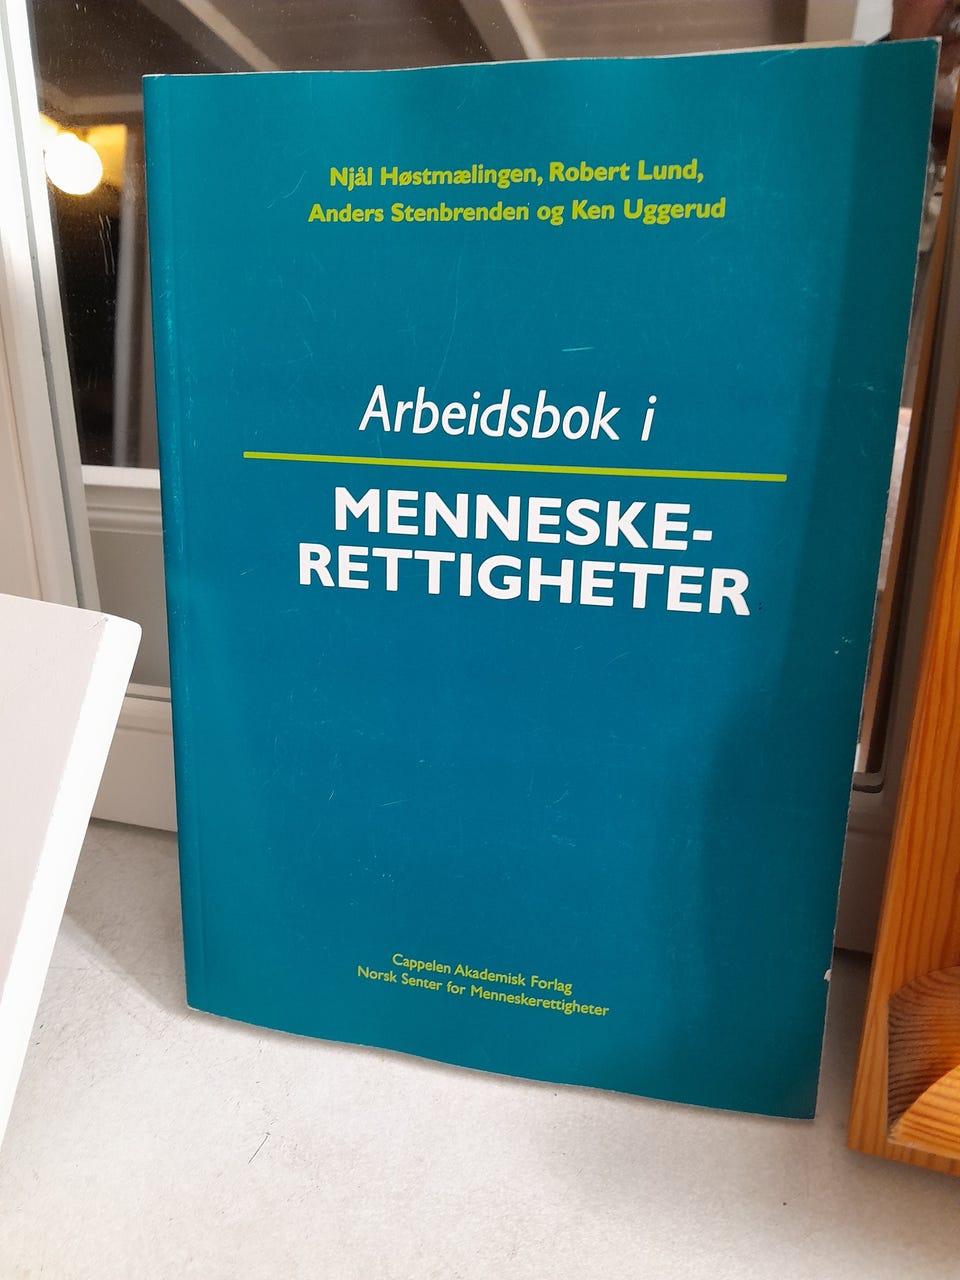 Njål Høstmælingen, Robert Lund,
Anders Stenbrenden og Ken Uggerud
Arbeidsbok i
MENNESKE-
RETTIGHETER
Cappelen Akademisk Forlag
Norsk Senter for Menneskerettigheter